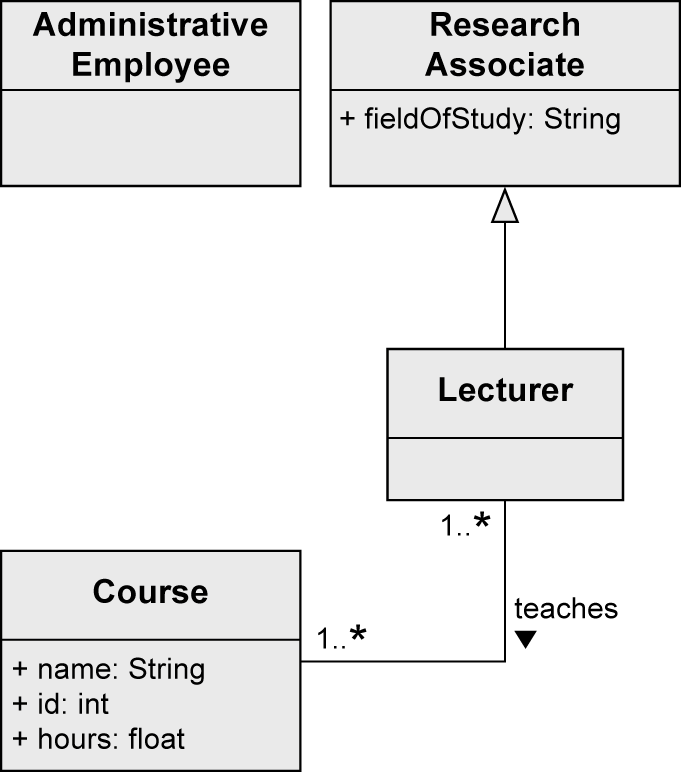 Administrative
Employee
Research
Associate
+ fieldOfStudy: String
Lecturer
1..*
teaches
1..*
Course
+ name: String
+ id: int
+ hours: float